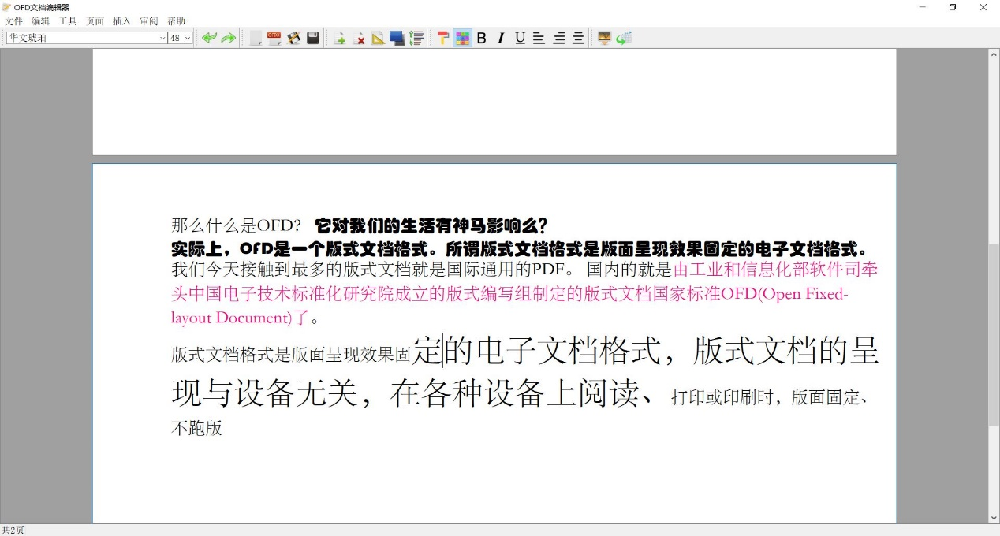 OFD文档编辑器
文件 编辑 工具 页面 插入 审阅 帮助
华文琥珀 48 OFD B I U
那么什么是OFD? 它对我们的生活有神马影响么?
实际上，OFD是一个版式文档格式。所谓版式文档格式是版面呈现效果固定的电子文档格式。
我们今天接触到最多的版式文档就是国际通用的PDF。 国内的就是由工业和信息化部软件司牵
头中国电子技术标准化研究院成立的版式编写组制定的版式文档国家标准OFD(Open Fixed-
layout Document)了。
版式文档格式是版面呈现效果固定的电子文档格式，版式文档的呈
现与设备无关，在各种设备上阅读、打印或印刷时，版面固定、
不跑版
共2页